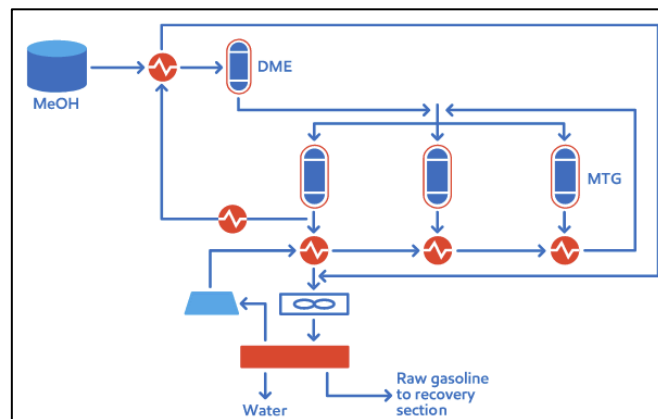 DME
MeOH
MTG
Raw gasoline
to recovery
section
Water